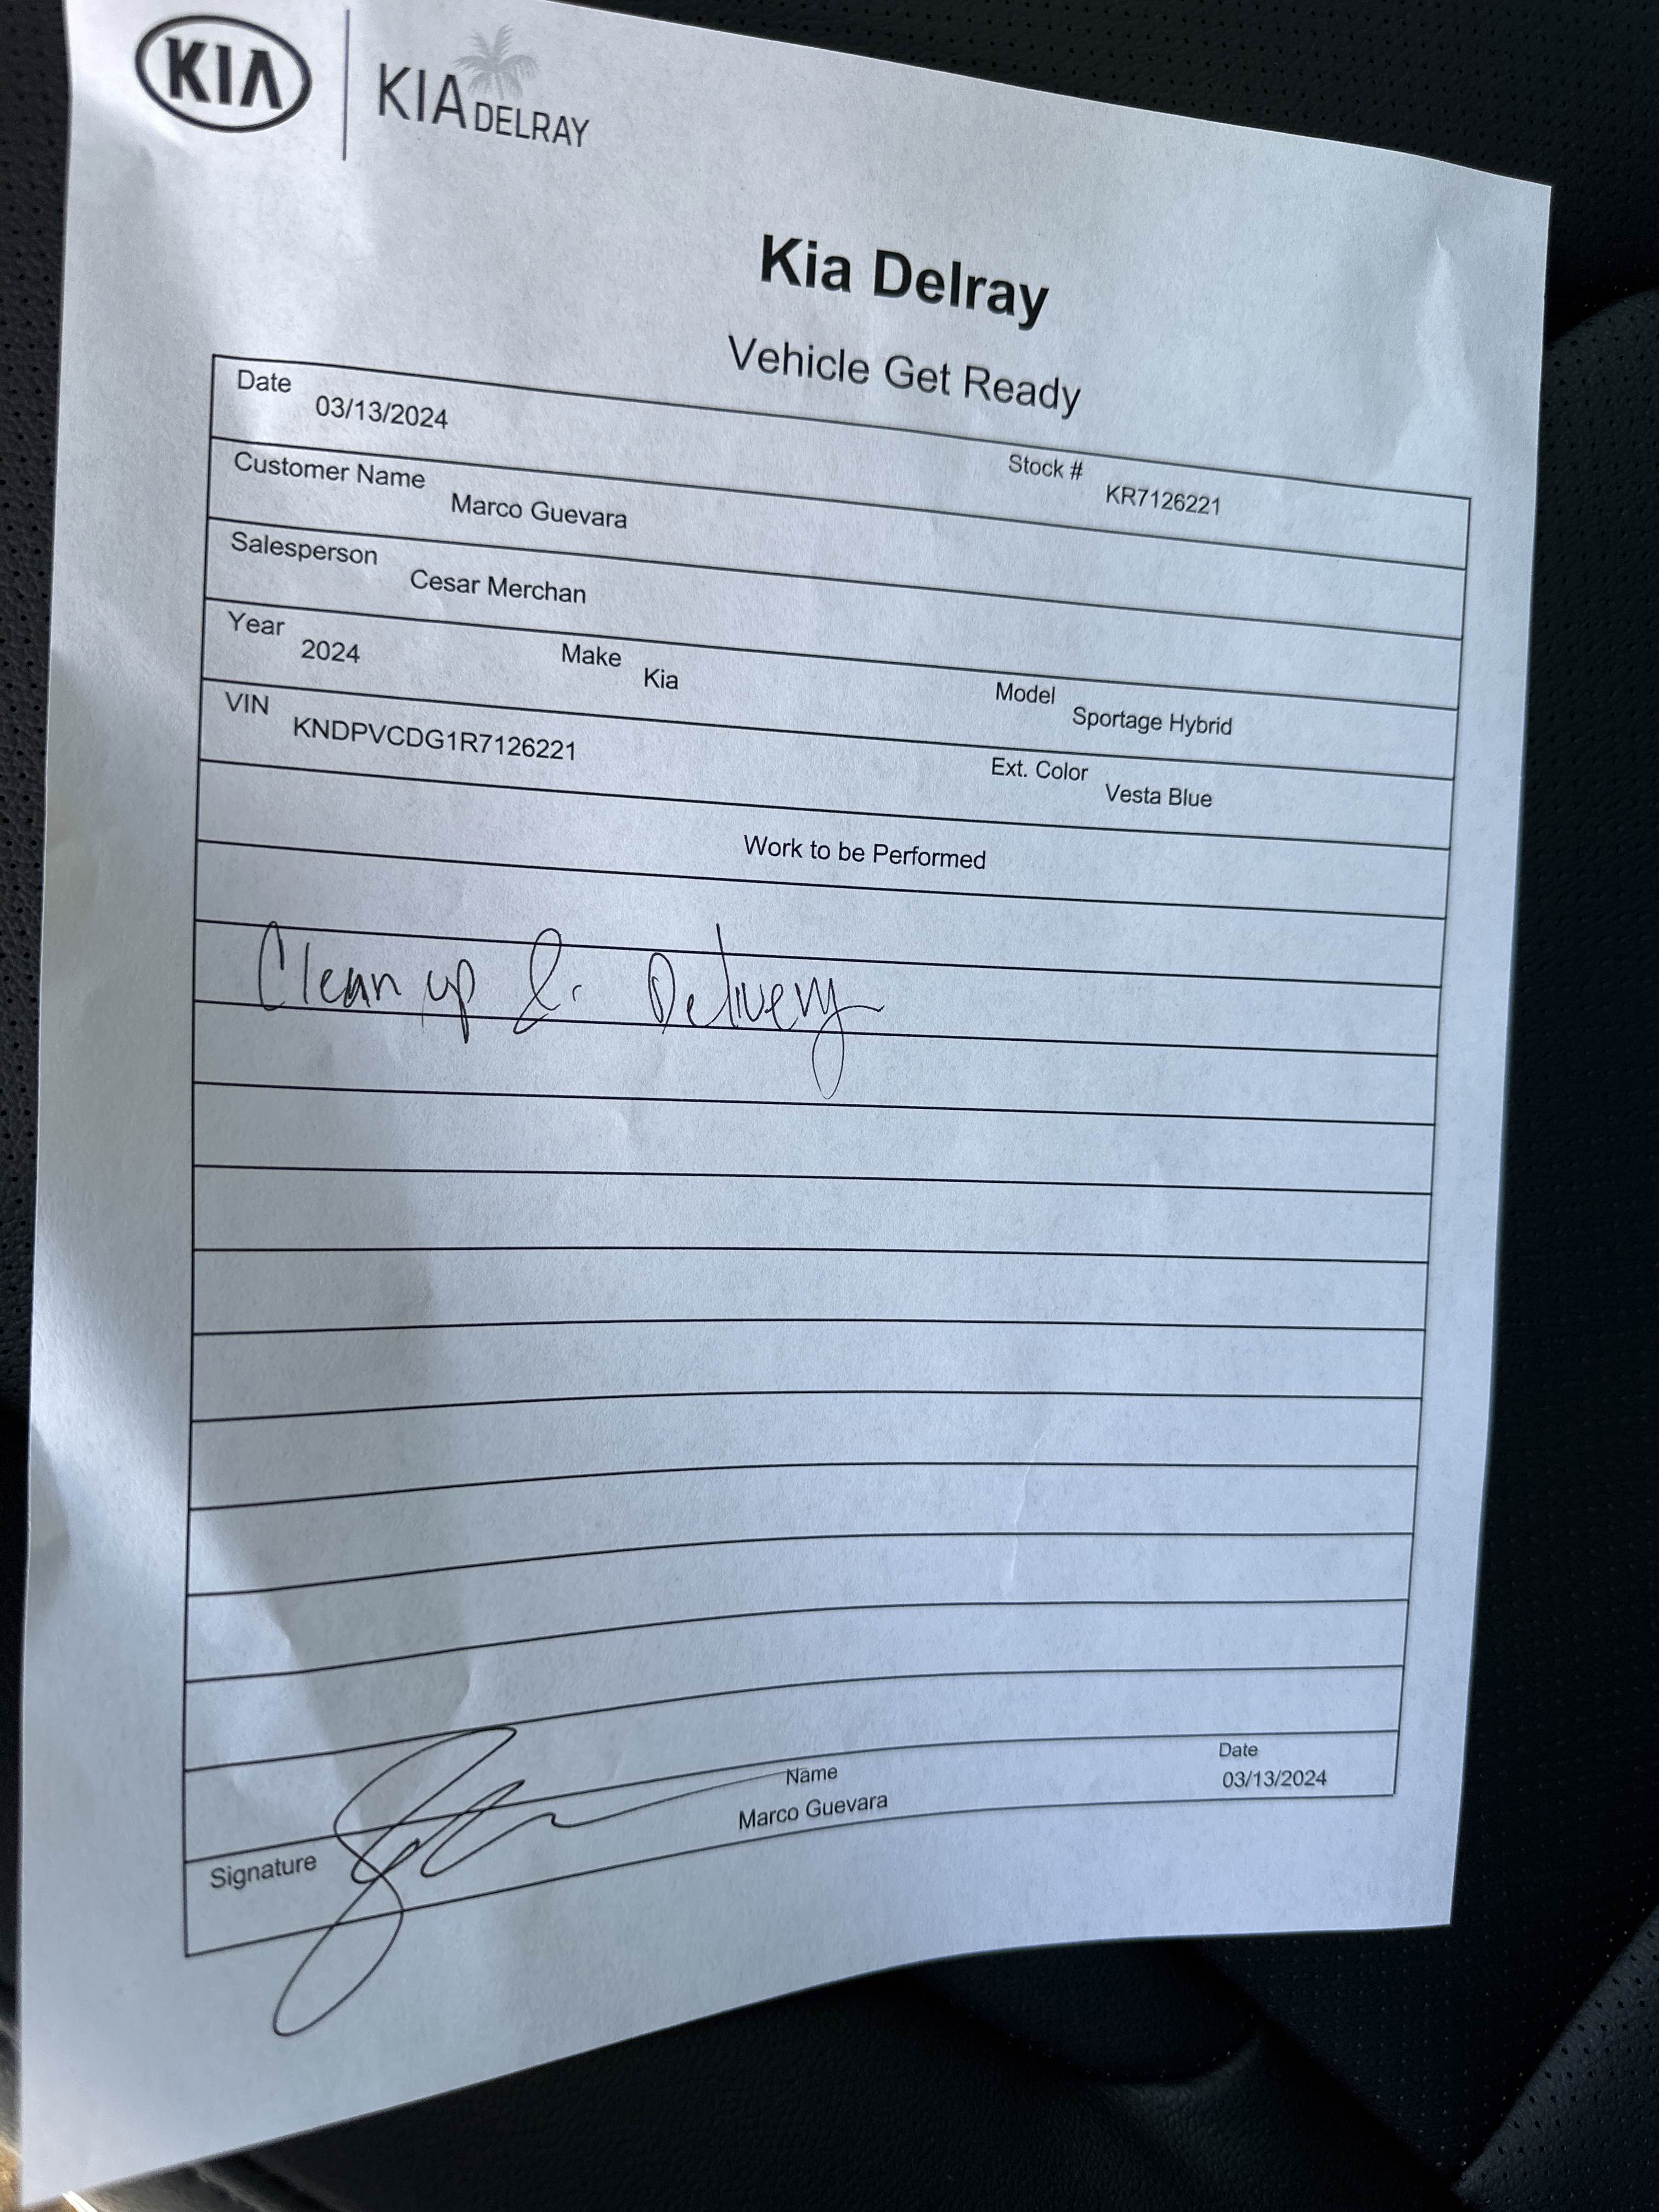 KIA KIA DELRAY
Kia Delray
Vehicle Get Ready
Date 03/13/2024 Stock # KR7126221
Customer Name Marco Guevara
Salesperson Cesar Merchan
Year 2024 Make Kia Model Sportage Hybrid
VIN KNDPVCDG1R7126221 Ext. Color Vesta Blue
Work to be Performed
Clean up & Delivery
Signature Name Marco Guevara Date 03/13/2024